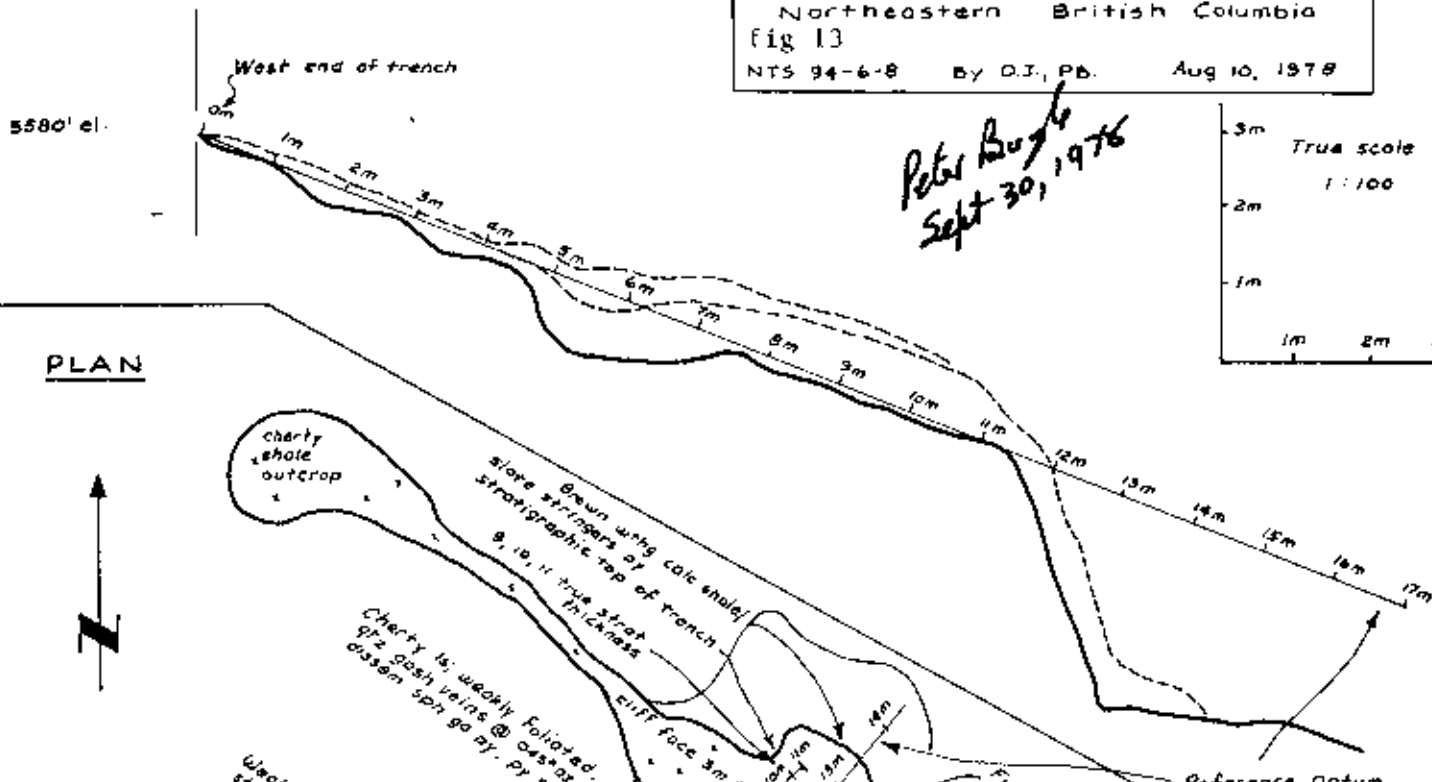 Northeastern British Columbia
fig 13
NTS 94-6-8 By D.J., PB. Aug 10, 1978
Peter
Sept 30, 1978
West end of trench
5580' el.
0m
1m
2m
3m
4m
5m
6m
7m
8m
9m
10m
11m
12m
13m
14m
15m
16m
17m
3m
2m
1m
1m 2m
True scale
1:100
PLAN
charty
shale
outcrop
Brown wthg calc shale/
slate stringers at
stratigraphic top of trench
9, 10, 11 true strat
thickness
Cherty ls; weakly foliated,
qtz gash veins @
dissem sph ga py. py
cliff face 3m
11m
13m
14m
N
Reference Datum